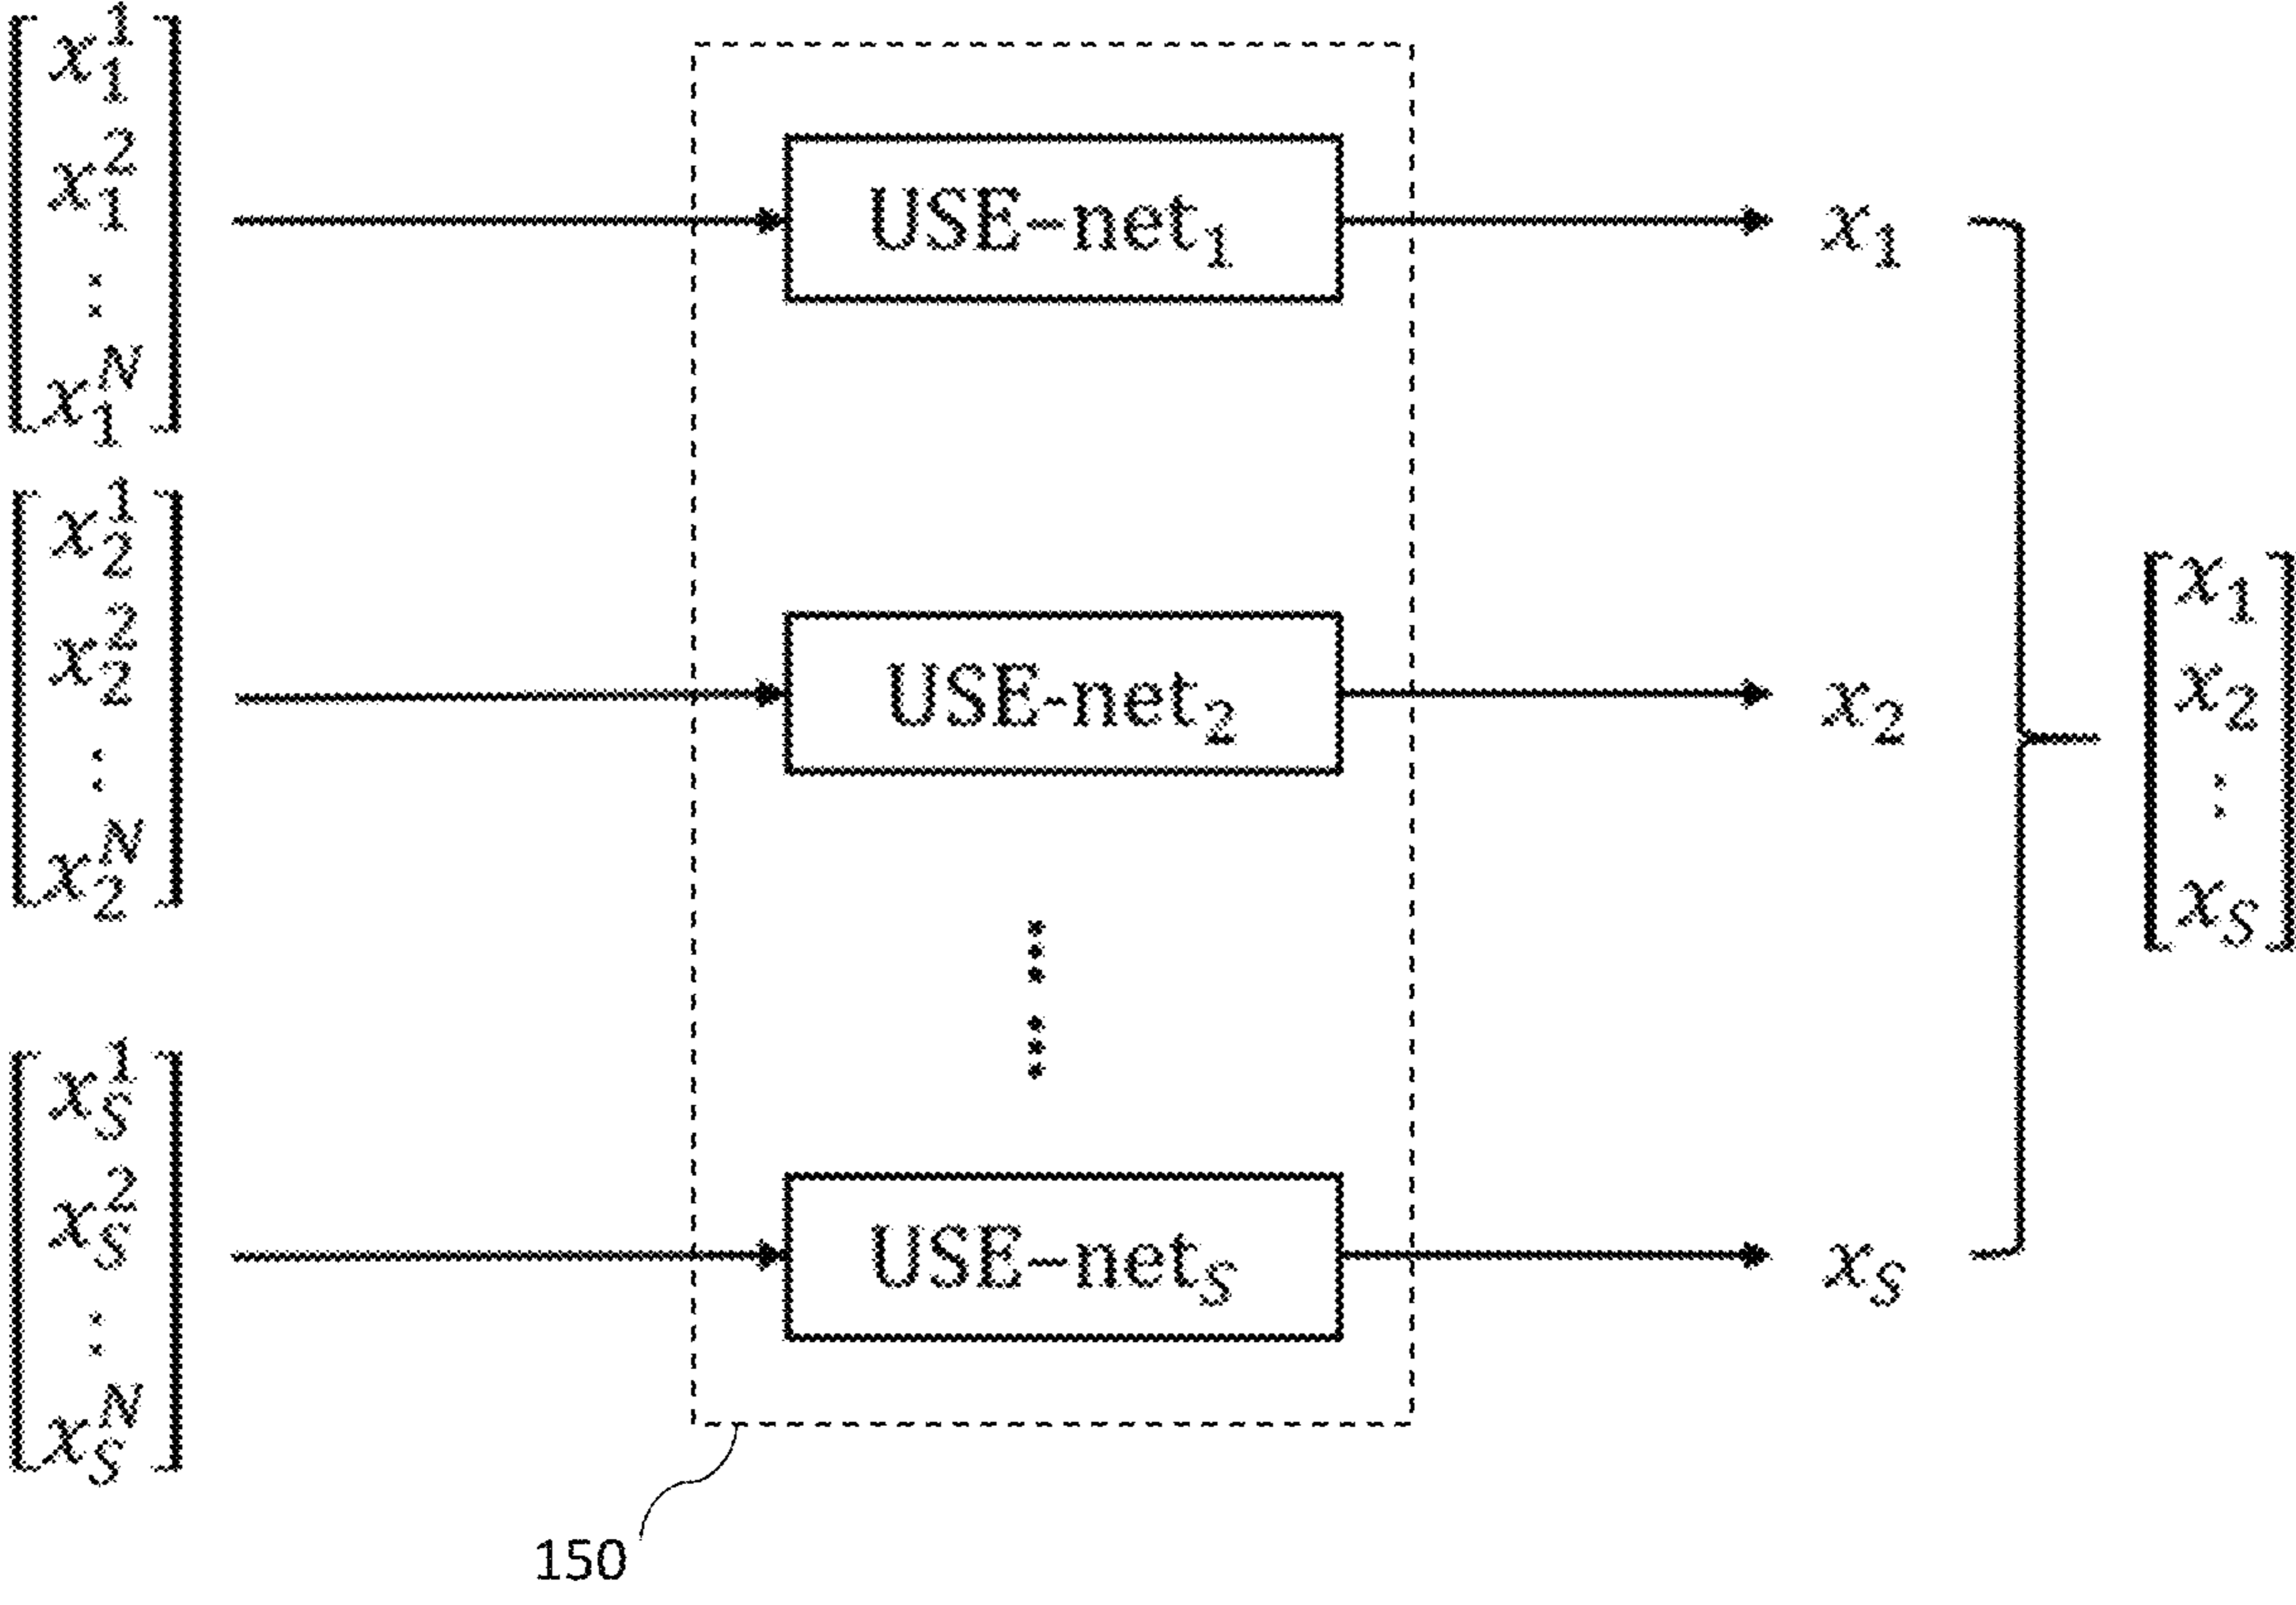 x_1^1
x_1^2
⋮
x_1^N
USE-net_1
x_1
x_2^1
x_2^2
⋮
x_2^N
USE-net_2
x_2
x_1
x_2
⋮
x_S
x_S^1
x_S^2
⋮
x_S^N
USE-net_S
x_S
150